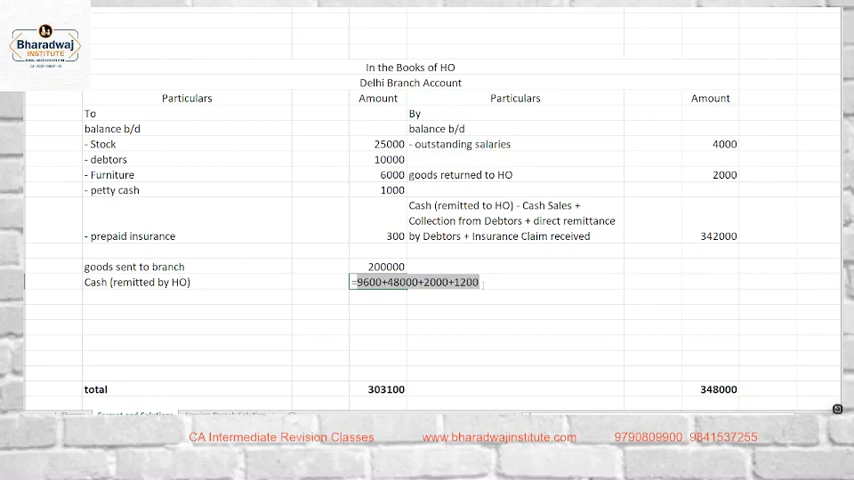 Bharadwaj
INSTITUTE
In the Books of HO
Delhi Branch Account
Particulars Amount Particulars Amount
To By
balance b/d balance b/d
- Stock 25000 - outstanding salaries 4000
- debtors 10000
- Furniture 6000 goods returned to HO 2000
- petty cash 1000
Cash (remitted to HO) - Cash Sales +
Collection from Debtors + direct remittance
- prepaid insurance 300 by Debtors + Insurance Claim received 342000
goods sent to branch 200000
Cash (remitted by HO) =9600+48000+2000+1200
total 303100 348000
Format and Solutions
CA Intermediate Revision Classes www.bharadwajinstitute.com 9790809900 9841537255